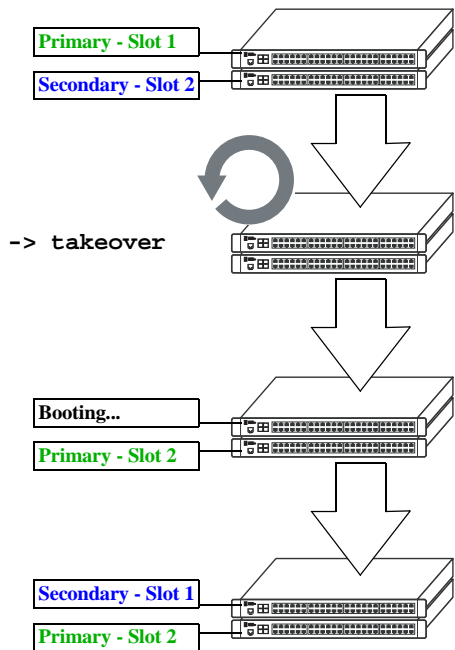 Primary - Slot 1
Secondary - Slot 2
-> takeover
Booting...
Primary - Slot 2
Secondary - Slot 1
Primary - Slot 2